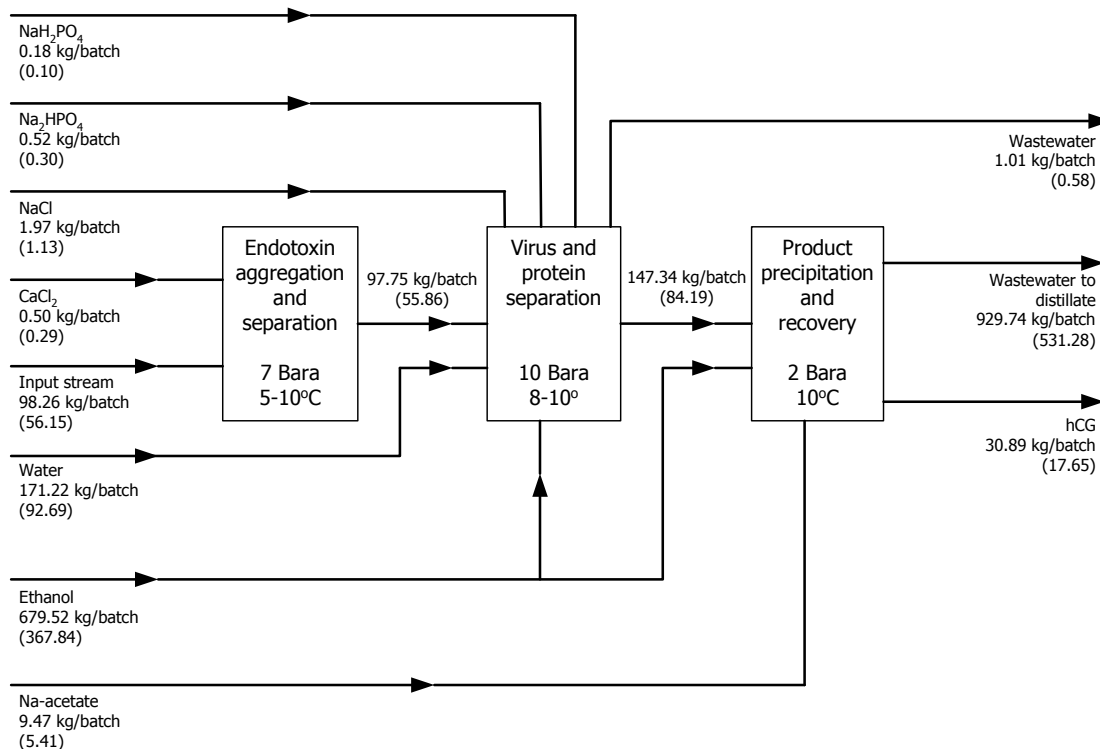 NaH₂PO₄
0.18 kg/batch
(0.10)
Na₂HPO₄
0.52 kg/batch
(0.30)
NaCl
1.97 kg/batch
(1.13)
CaCl₂
0.50 kg/batch
(0.29)
Input stream
98.26 kg/batch
(56.15)
Water
171.22 kg/batch
(92.69)
Ethanol
679.52 kg/batch
(367.84)
Na-acetate
9.47 kg/batch
(5.41)
Endotoxin
aggregation
and
separation
7 Bara
5-10°C
97.75 kg/batch
(55.86)
Virus and
protein
separation
10 Bara
8-10°
147.34 kg/batch
(84.19)
Product
precipitation
and
recovery
2 Bara
10°C
Wastewater
1.01 kg/batch
(0.58)
Wastewater to
distillate
929.74 kg/batch
(531.28)
hCG
30.89 kg/batch
(17.65)